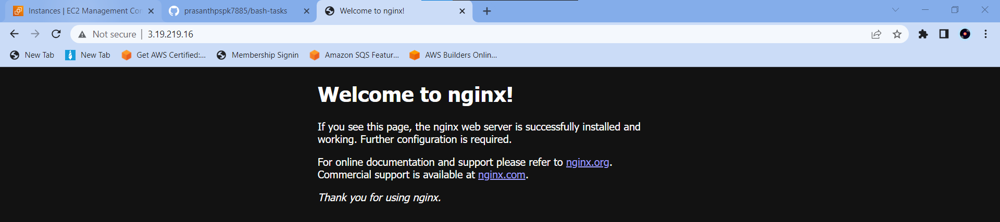 Instances | EC2 Management Con
prasanthpspk7885/bash-tasks
Welcome to nginx!
Not secure
3.19.219.16
New Tab
New Tab
Get AWS Certified:...
Membership Signin
Amazon SQS Featur...
AWS Builders Onlin...
Welcome to nginx!
If you see this page, the nginx web server is successfully installed and
working. Further configuration is required.
For online documentation and support please refer to nginx.org.
Commercial support is available at nginx.com.
Thank you for using nginx.